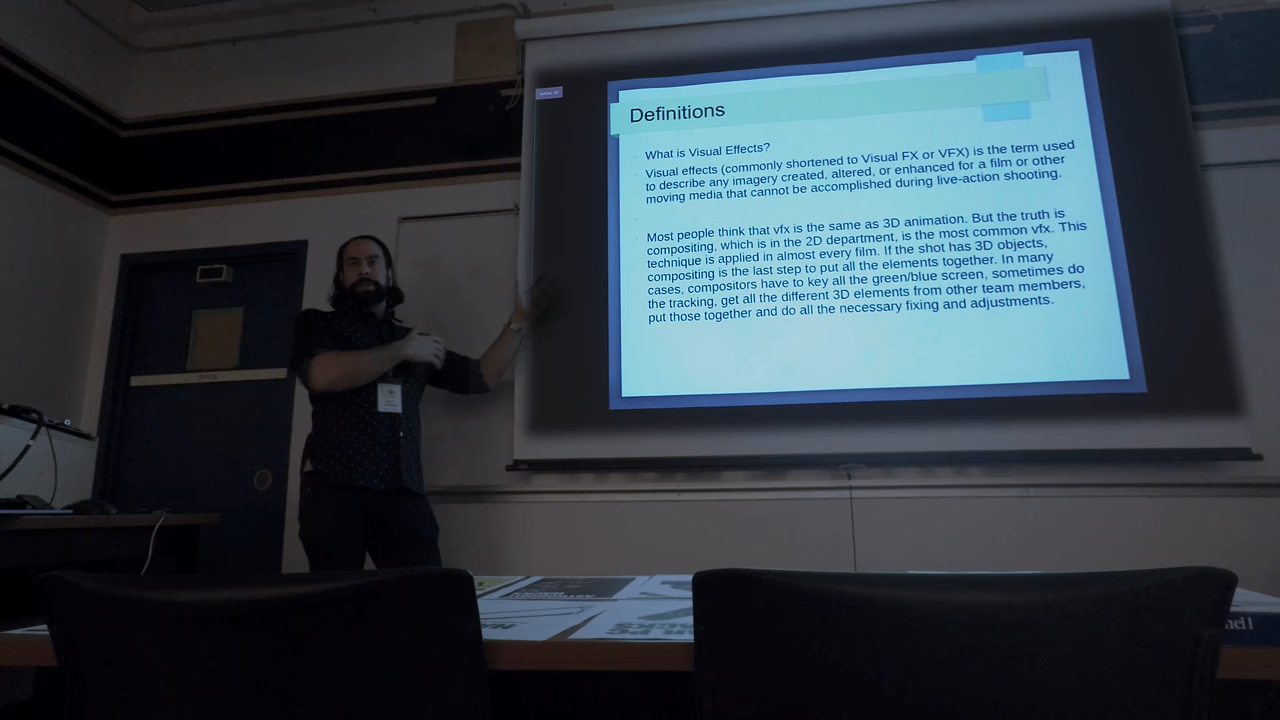 Definitions
What is Visual Effects?
Visual effects (commonly shortened to Visual FX or VFX) is the term used
to describe any imagery created, altered, or enhanced for a film or other
moving media that cannot be accomplished during live-action shooting.
Most people think that vfx is the same as 3D animation. But the truth is
compositing, which is in the 2D department, is the most common vfx. This
technique is applied in almost every film. If the shot has 3D objects,
compositing is the last step to put all the elements together. In many
cases, compositors have to key all the green/blue screen, sometimes do
the tracking, get all the different 3D elements from other team members,
put those together and do all the necessary fixing and adjustments.